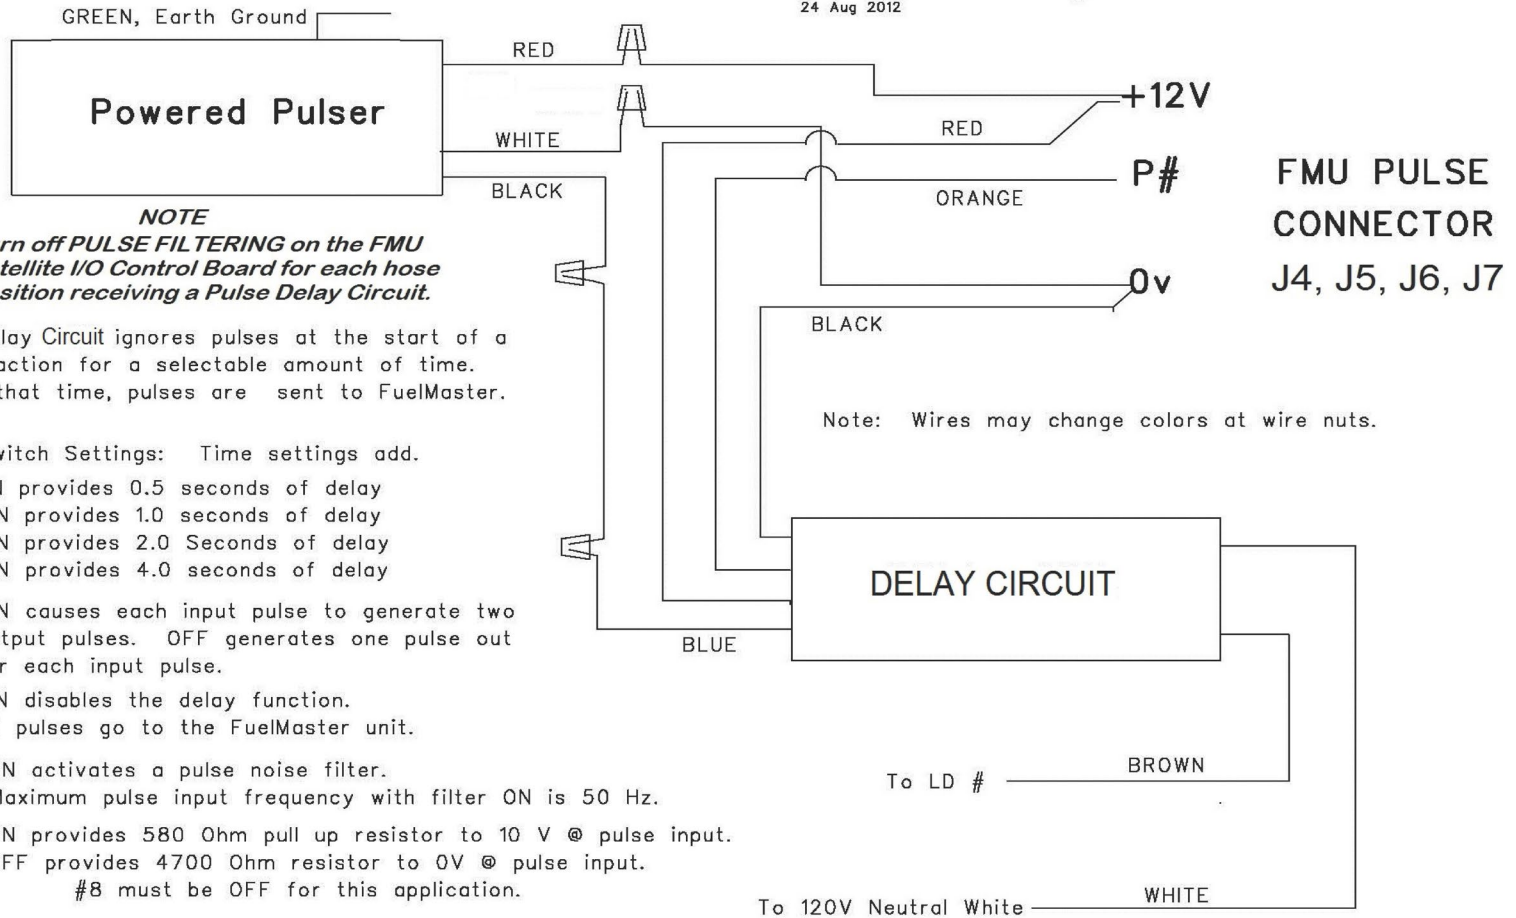 24 Aug 2012
GREEN, Earth Ground
RED
Powered Pulser
WHITE
BLACK
+12V
RED
P#
ORANGE
FMU PULSE
CONNECTOR
J4, J5, J6, J7
0v
BLACK
NOTE
rn off PULSE FILTERING on the FMU
tellite I/O Control Board for each hose
sition receiving a Pulse Delay Circuit.
lay Circuit ignores pulses at the start of a
action for a selectable amount of time.
that time, pulses are sent to FuelMaster.
Note: Wires may change colors at wire nuts.
witch Settings: Time settings add.
N provides 0.5 seconds of delay
N provides 1.0 seconds of delay
N provides 2.0 Seconds of delay
N provides 4.0 seconds of delay
N causes each input pulse to generate two
tput pulses. OFF generates one pulse out
r each input pulse.
N disables the delay function.
pulses go to the FuelMaster unit.
N activates a pulse noise filter.
Maximum pulse input frequency with filter ON is 50 Hz.
N provides 580 Ohm pull up resistor to 10 V @ pulse input.
FF provides 4700 Ohm resistor to 0V @ pulse input.
#8 must be OFF for this application.
DELAY CIRCUIT
BLUE
To LD #
BROWN
To 120V Neutral White
WHITE